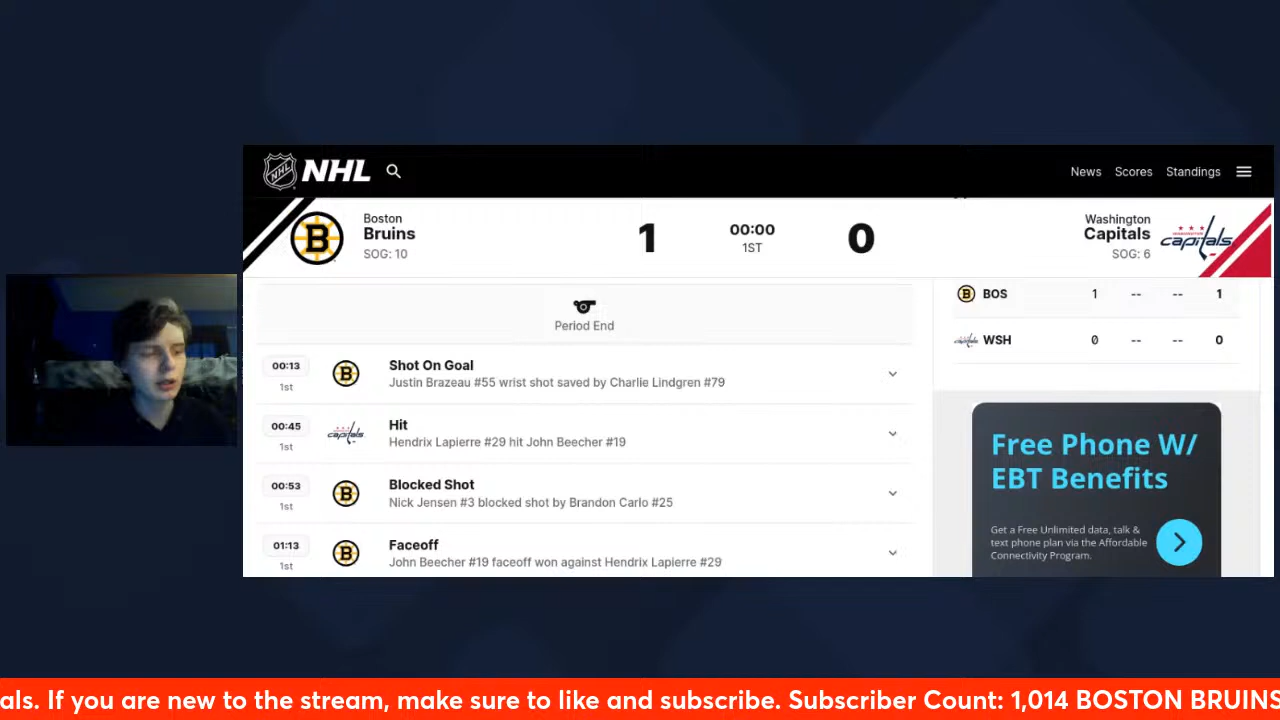 NHL NHL
News Scores Standings
Boston
Bruins
SOG: 10
1
00:00
1ST
0
Washington
Capitals
SOG: 6
capitals
Period End
00:13
1st
Shot On Goal
Justin Brazeau #55 wrist shot saved by Charlie Lindgren #79
00:45
1st
capitals
Hit
Hendrix Lapierre #29 hit John Beecher #19
00:53
1st
Blocked Shot
Nick Jensen #3 blocked shot by Brandon Carlo #25
01:13
1st
Faceoff
John Beecher #19 faceoff won against Hendrix Lapierre #29
B BOS 1 -- -- 1
capitals WSH 0 -- -- 0
Free Phone W/
EBT Benefits
Get a Free Unlimited data, talk &
text phone plan via the Affordable
Connectivity Program.
als. If you are new to the stream, make sure to like and subscribe. Subscriber Count: 1,014 BOSTON BRUINS